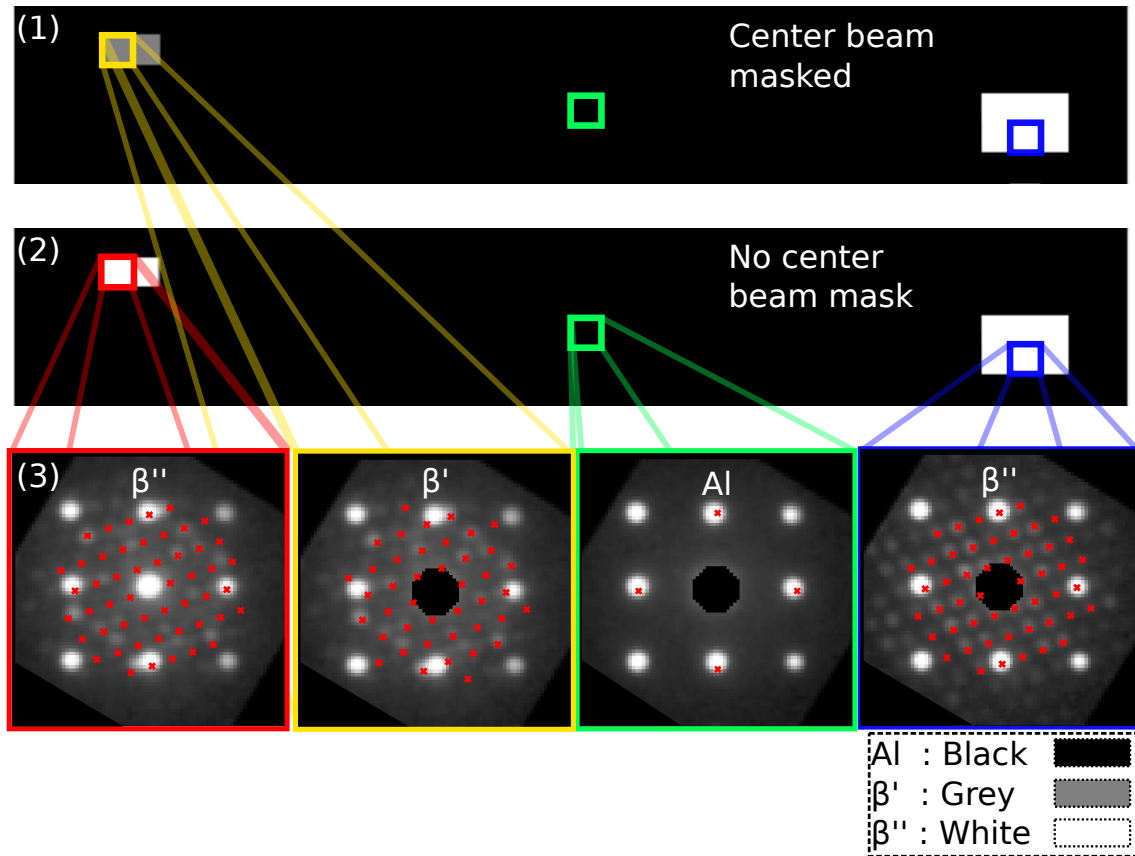 (1)
Center beam
masked
(2)
No center
beam mask
(3)
β''
β'
Al
β''
Al : Black
β' : Grey
β'' : White